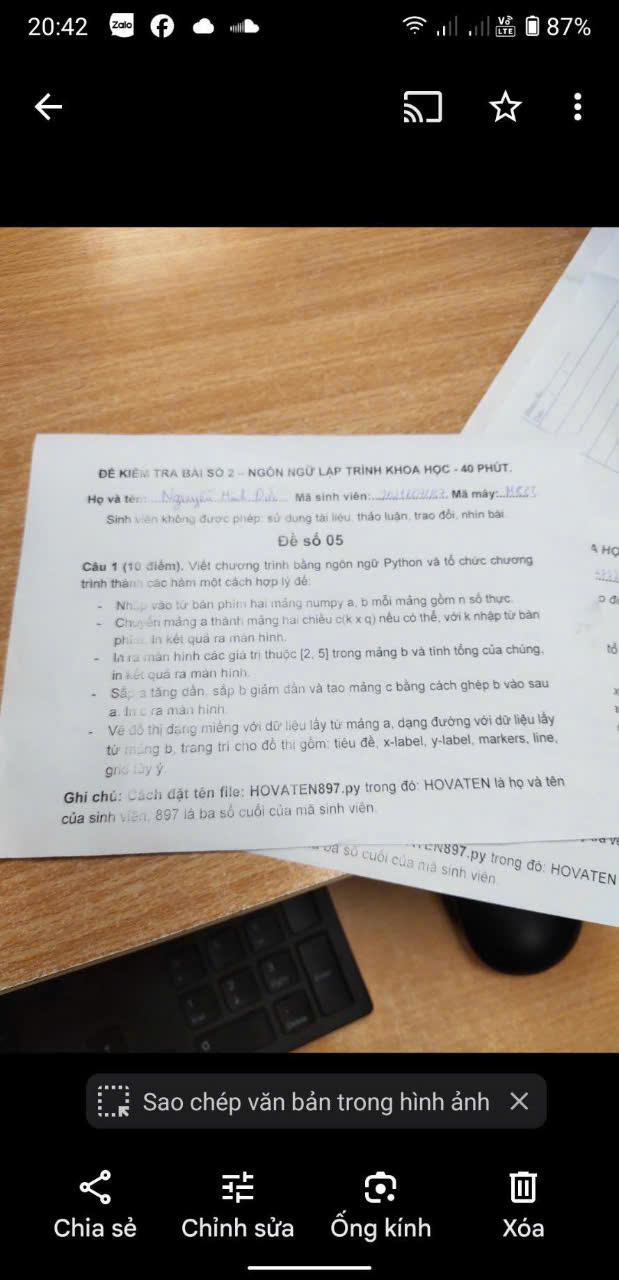 20:42
Zalo
Vo LTE
87%
ĐỀ KIỂM TRA BÀI SỐ 2 – NGÔN NGỮ LẬP TRÌNH KHOA HỌC - 40 PHÚT.
Họ và tên: Nguyễn Mã sinh viên: Mã máy:
Sinh viên không được phép: sử dụng tài liệu, thảo luận, trao đổi, nhìn bài.
Đề số 05
Câu 1 (10 điểm). Viết chương trình bằng ngôn ngữ Python và tổ chức chương
trình thành các hàm một cách hợp lý để:
- Nhập vào từ bàn phím hai mảng numpy a, b mỗi mảng gồm n số thực.
- Chuyển mảng a thành mảng hai chiều c(k x q) nếu có thể, với k nhập từ bàn
phím. In kết quả ra màn hình.
- In ra màn hình các giá trị thuộc [2, 5] trong mảng b và tính tổng của chúng,
in kết quả ra màn hình.
- Sắp a tăng dần, sắp b giảm dần và tạo mảng c bằng cách ghép b vào sau
a. In c ra màn hình.
- Vẽ đồ thị dạng miếng với dữ liệu lấy từ mảng a, dạng đường với dữ liệu lấy
từ mảng b, trang trí cho đồ thị gồm: tiêu đề, x-label, y-label, markers, line,
grid tùy ý.
Ghi chú: Cách đặt tên file: HOVATEN897.py trong đó: HOVATEN là họ và tên
của sinh viên, 897 là ba số cuối của mã sinh viên.
897.py trong đó: HOVATEN
ba số cuối của mã sinh viên.
Sao chép văn bản trong hình ảnh
Chia sẻ
Chỉnh sửa
Ống kính
Xóa